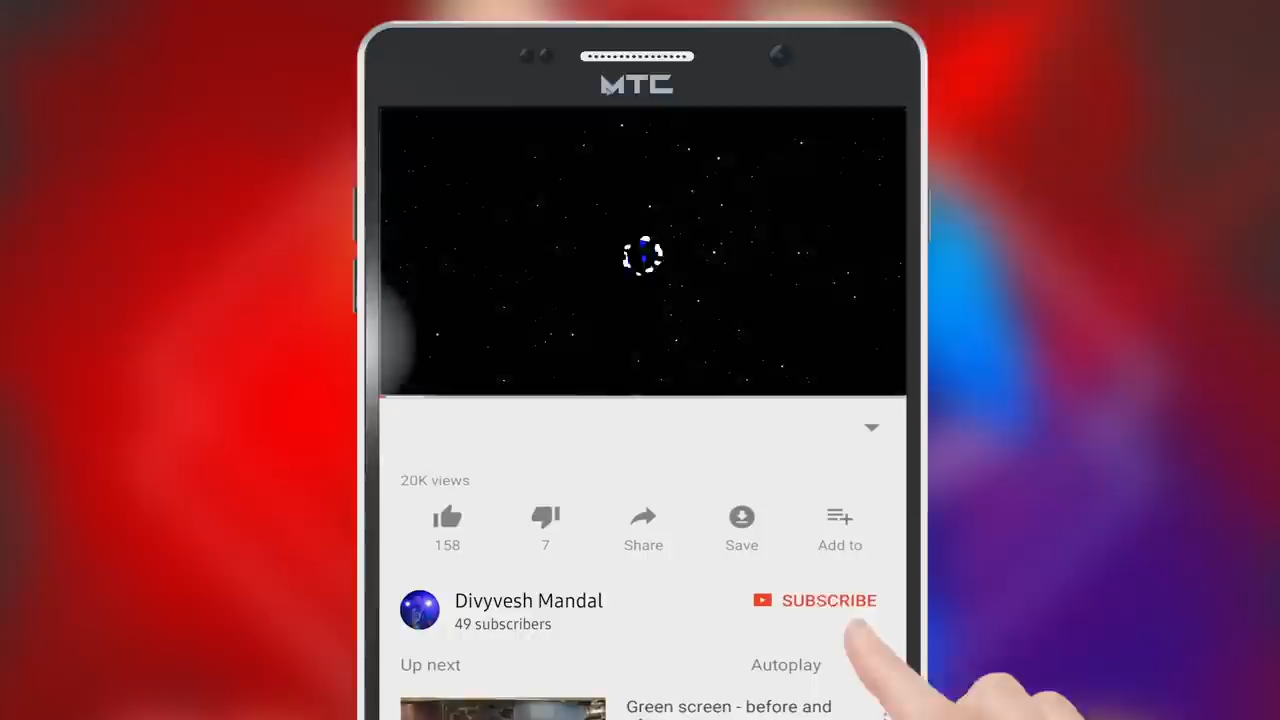 MTC
20K views
158
7
Share
Save
Add to
Divyvesh Mandal
SUBSCRIBE
49 subscribers
Up next
Autoplay
Green screen - before and